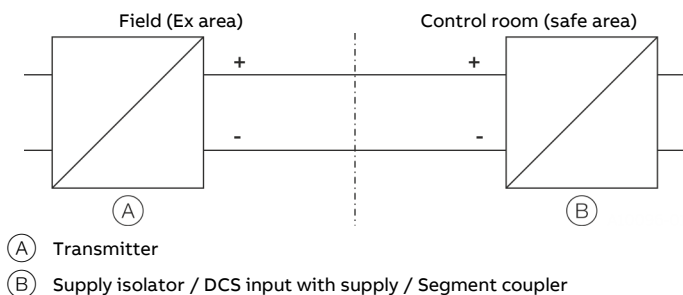 Field (Ex area) Control room (safe area)
+ +
- -
A B
A Transmitter
B Supply isolator / DCS input with supply / Segment coupler